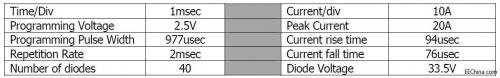 Time/Div 1msec Current/div 10A
Programming Voltage 2.5V Peak Current 20A
Programming Pulse Width 977usec Current rise time 94usec
Repetition Rate 2msec Current fall time 76usec
Number of diodes 40 Diode Voltage 33.5V
EEChina.com